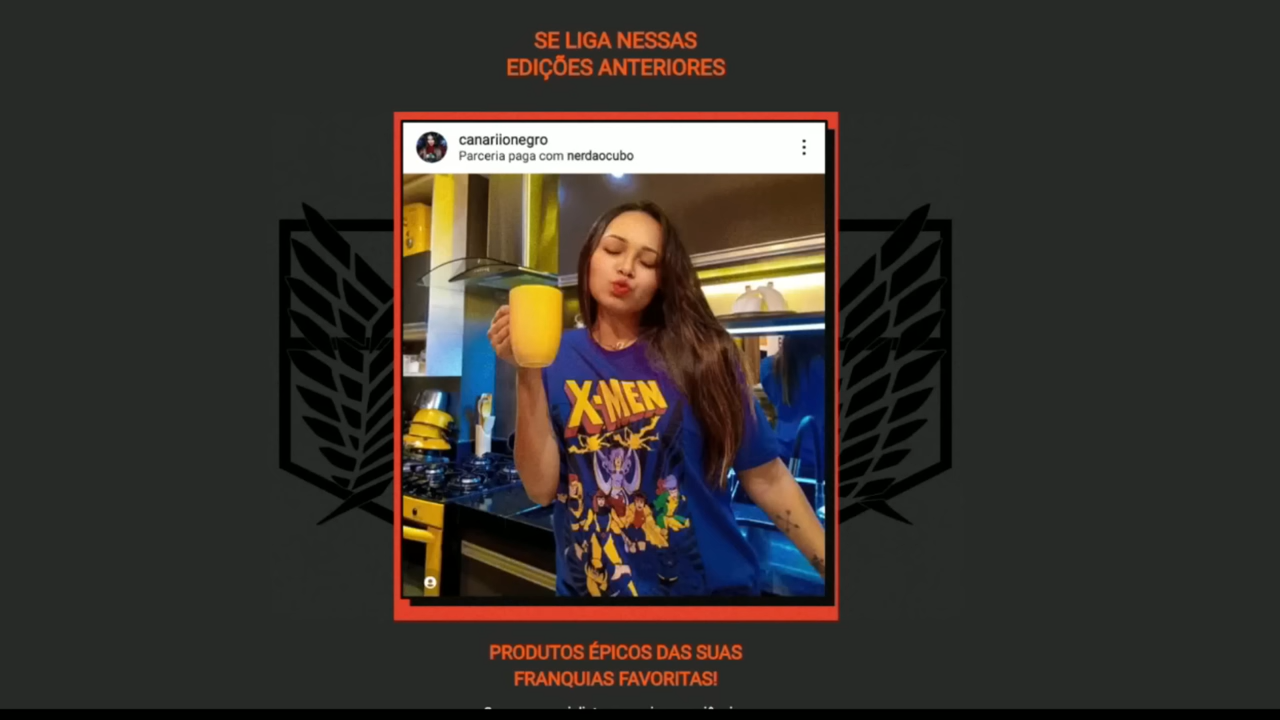 SE LIGA NESSAS
EDIÇÕES ANTERIORES
canariionegro
Parceria paga com nerdaocubo
X-MEN
PRODUTOS ÉPICOS DAS SUAS
FRANQUIAS FAVORITAS!